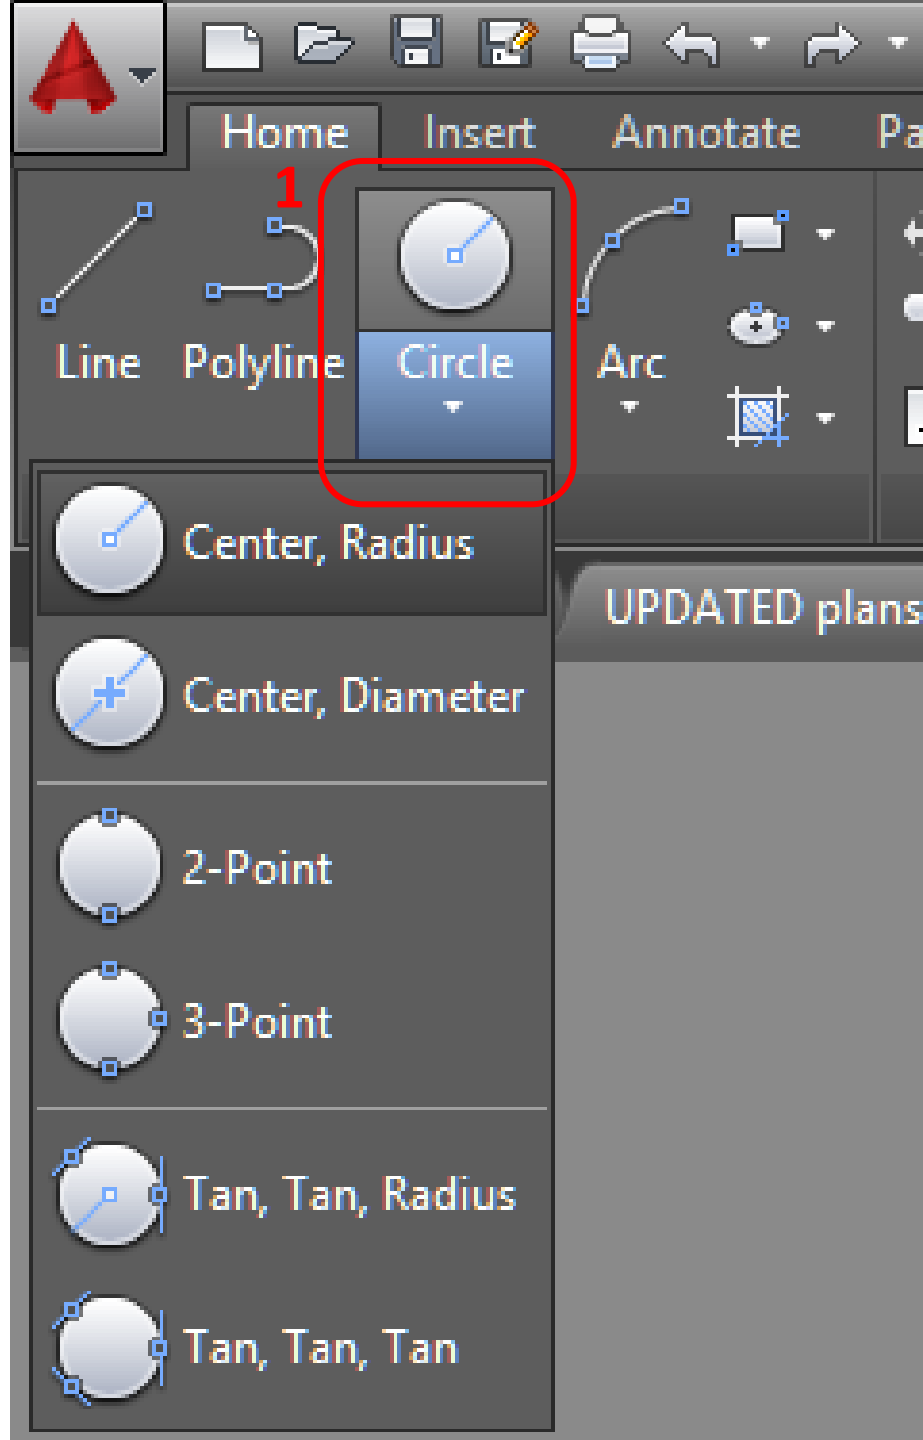 Home Insert Annotate
1
Line Polyline Circle Arc
Center, Radius
UPDATED plans
Center, Diameter
2-Point
3-Point
Tan, Tan, Radius
Tan, Tan, Tan